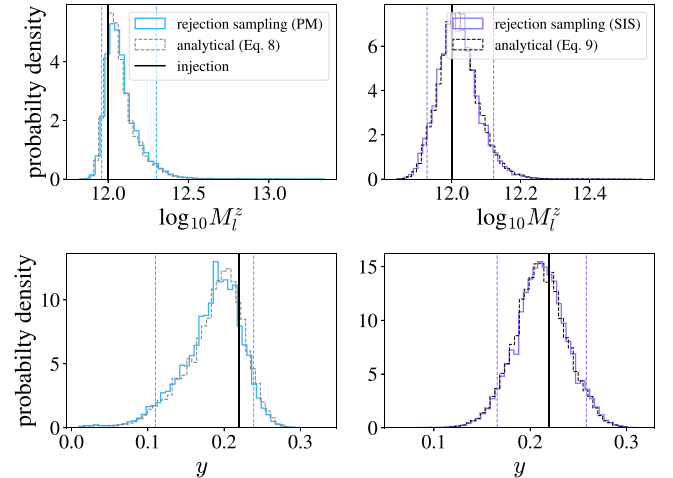 probabilty density
0
2
4
12.0
12.5
13.0
log₁₀ Mₗᶻ
rejection sampling (PM)
analytical (Eq. 8)
injection
0
2
4
6
12.0
12.2
12.4
log₁₀ Mₗᶻ
rejection sampling (SIS)
analytical (Eq. 9)
probabilty density
0
5
10
0.0
0.1
0.2
0.3
y
0
5
10
15
0.1
0.2
0.3
y